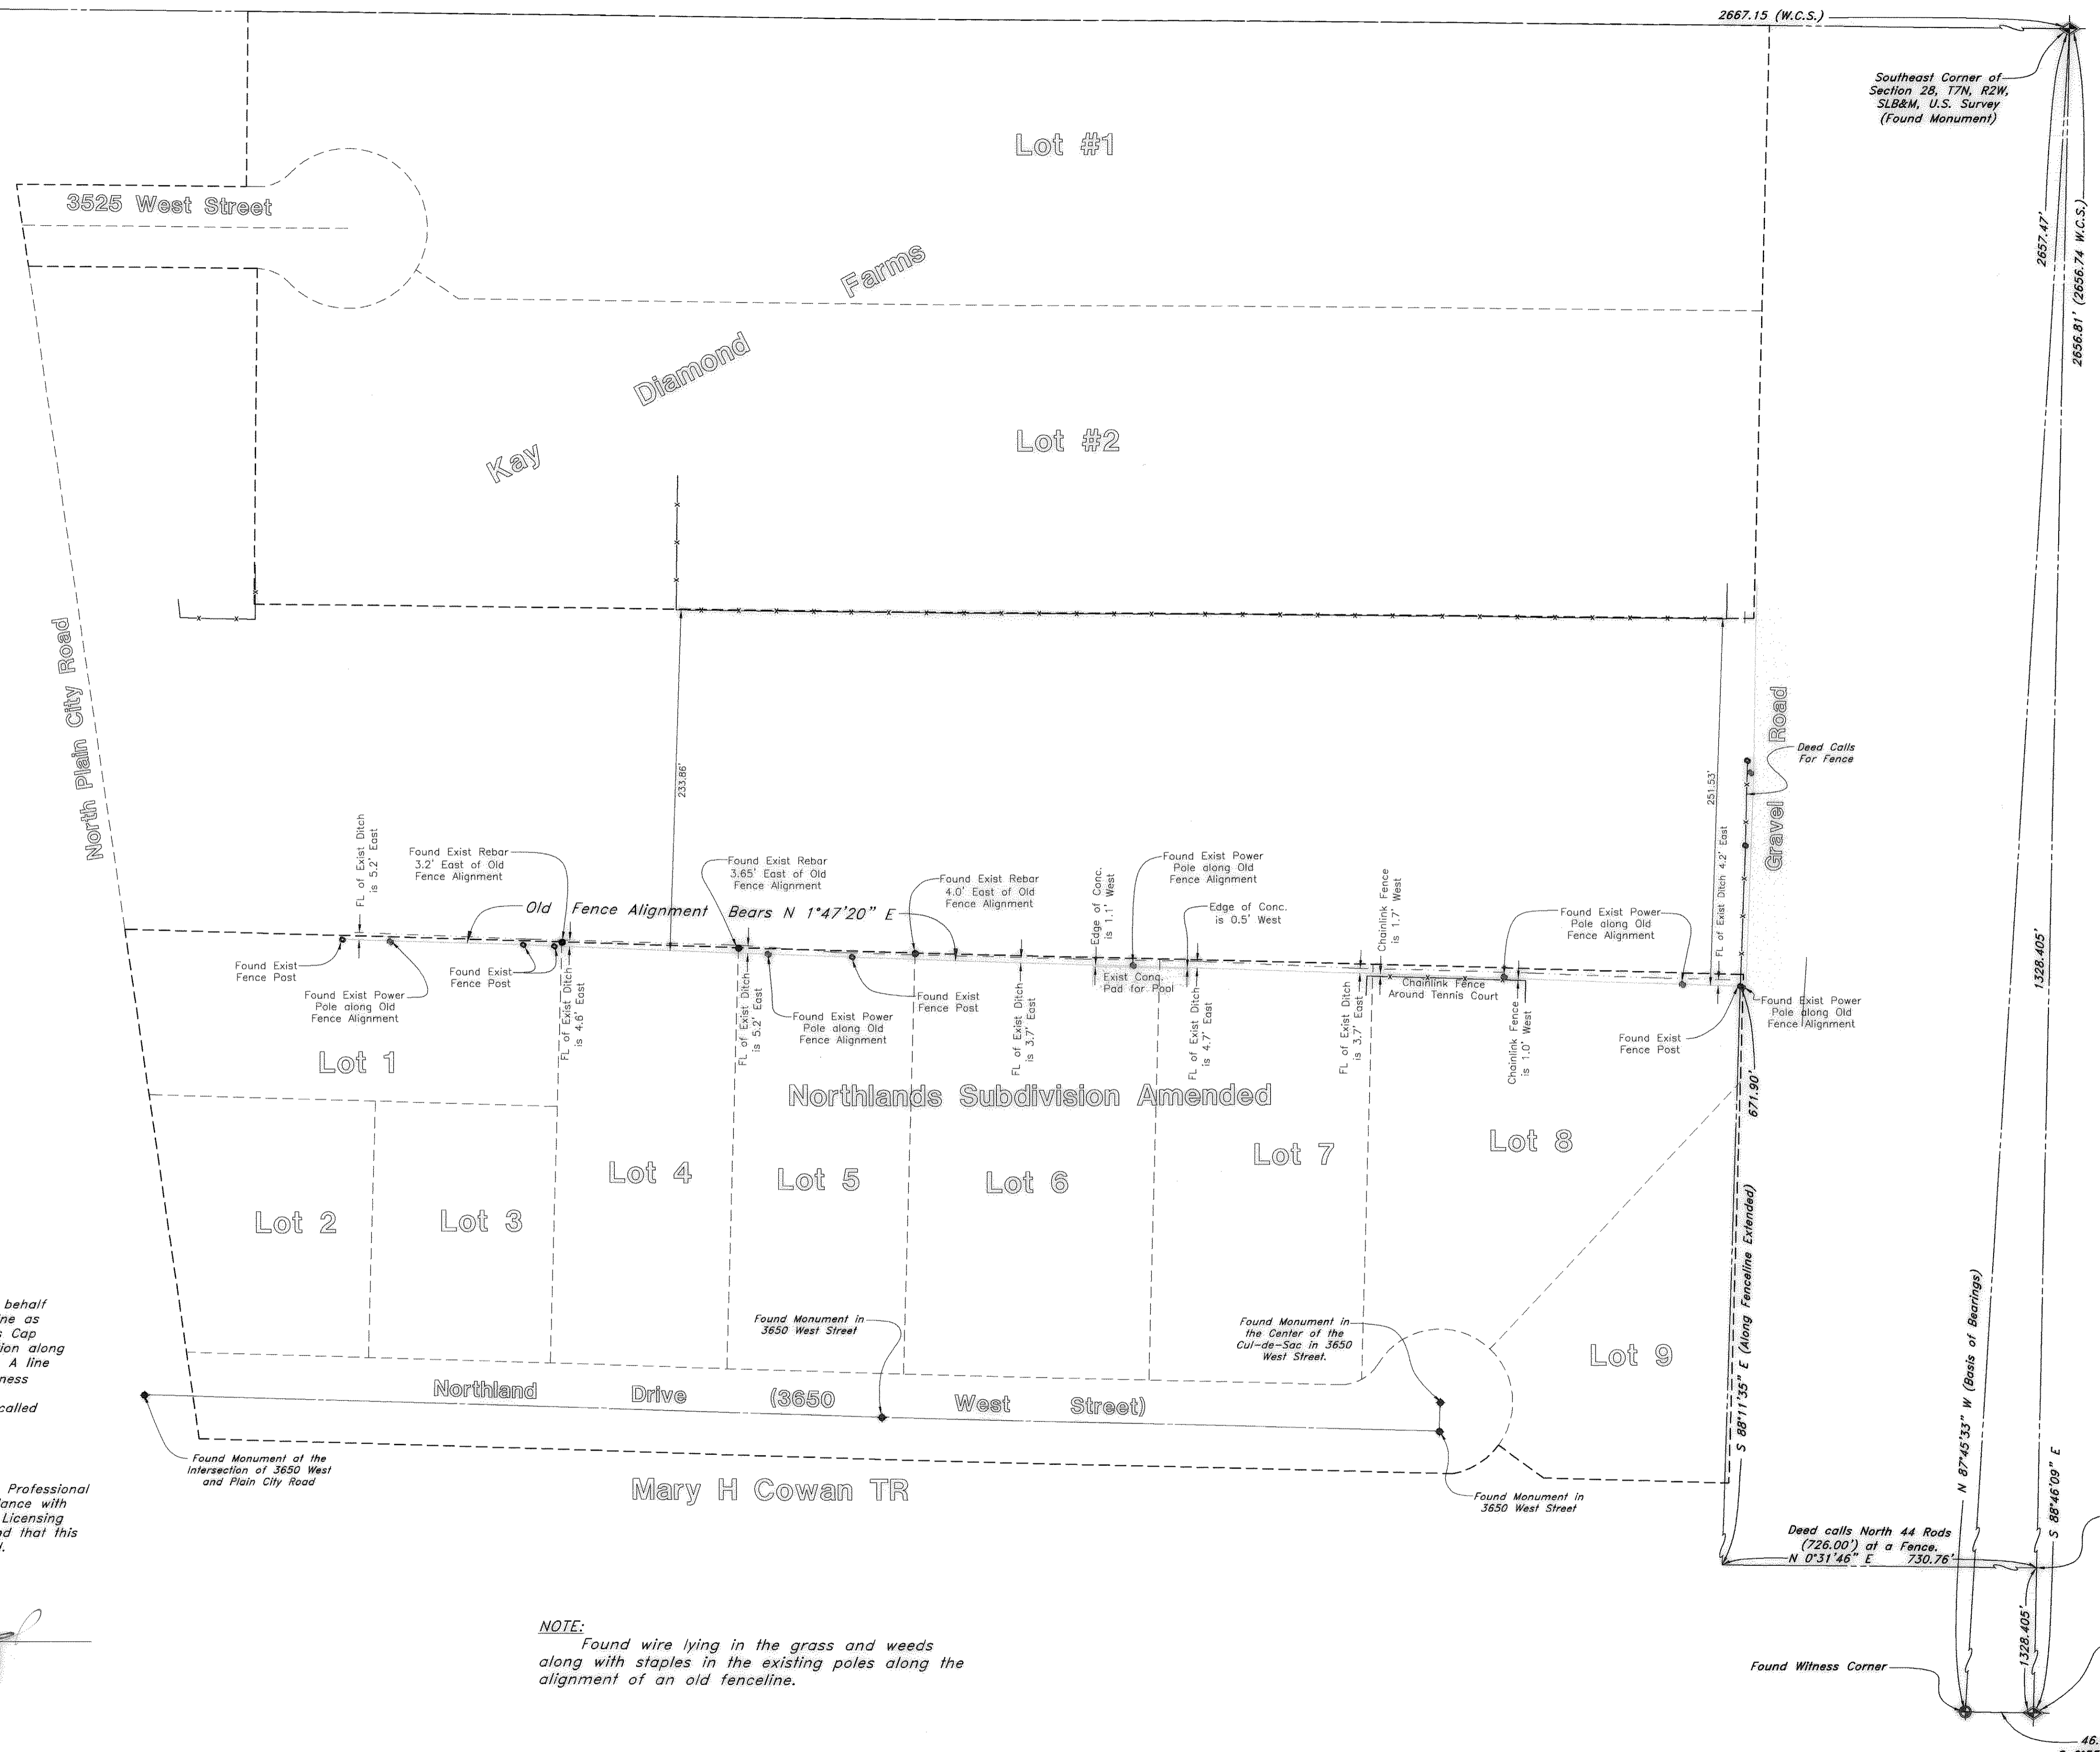 2667.15 (W.C.S.)
Southeast Corner of
Section 28, T7N, R2W,
SLB&M, U.S. Survey
(Found Monument)
Lot #1
3525 West Street
2657.47'
2656.81' (2656.74 W.C.S.)
Kay Diamond Farms
Lot #2
North Plain City Road
Gravel Road
Deed Calls
For Fence
233.86'
251.53'
FL of Exist Ditch
is 5.2' East
Found Exist Rebar
3.2' East of Old
Fence Alignment
Found Exist Rebar
3.65' East of Old
Fence Alignment
Found Exist Rebar
4.0' East of Old
Fence Alignment
Edge of Conc.
is 1.1' West
Found Exist Power
Pole along Old
Fence Alignment
Edge of Conc.
is 0.5' West
Chainlink Fence
is 1.7' West
Found Exist Power
Pole along Old
Fence Alignment
FL of Exist Ditch 4.2' East
Old Fence Alignment Bears N 1°47'20" E
1328.405'
Found Exist
Fence Post
Found Exist Power
Pole along Old
Fence Alignment
Found Exist
Fence Post
FL of Exist Ditch
is 4.6' East
FL of Exist Ditch
is 5.2' East
Found Exist Power
Pole along Old
Fence Alignment
Found Exist
Fence Post
FL of Exist Ditch
is 3.7' East
Exist Conc.
Pad for Pool
FL of Exist Ditch
is 4.7' East
FL of Exist Ditch
is 3.7' East
Chainlink Fence
Around Tennis Court
Chainlink Fence
is 1.0' West
Found Exist
Fence Post
Found Exist Power
Pole along Old
Fence Alignment
671.90'
Lot 1
Northlands Subdivision Amended
Lot 2
Lot 3
Lot 4
Lot 5
Lot 6
Lot 7
Lot 8
Lot 9
S 88°11'35" E (Along Fenceline Extended)
N 87°45'33" W (Basis of Bearings)
S 88°46'09" E
Found Monument in
3650 West Street
Found Monument in
the Center of the
Cul-de-Sac in 3650
West Street.
Northland Drive (3650 West Street)
Found Monument at the
Intersection of 3650 West
and Plain City Road
Mary H Cowan TR
Found Monument in
3650 West Street
Deed calls North 44 Rods
(726.00') at a Fence.
N 0°31'46" E 730.76'
1328.405'
Found Witness Corner
46.
behalf
as
Cap
along
A line
called
Professional
with
Licensing
that this
NOTE:
Found wire lying in the grass and weeds
along with staples in the existing poles along the
alignment of an old fenceline.